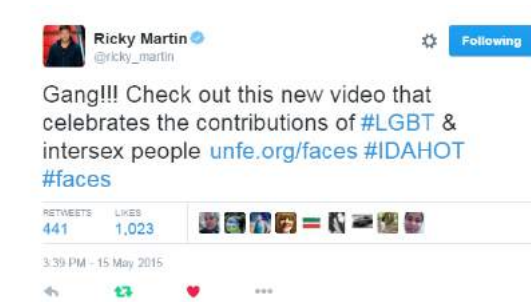 Ricky Martin
@ricky_martin
Following
Gang!!! Check out this new video that
celebrates the contributions of #LGBT &
intersex people unfe.org/faces #IDAHOT
#faces
RETWEETS LIKES
441 1,023
3:39 PM - 15 May 2015